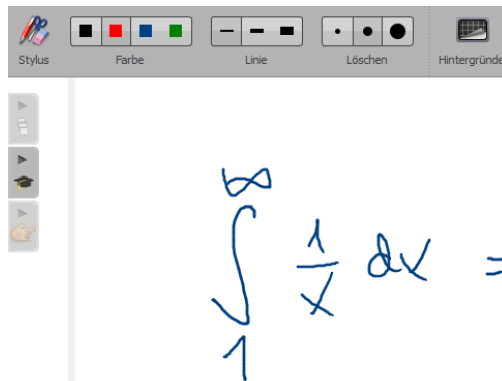 Stylus Farbe Linie Löschen Hintergründe
∞
∫ 1/x dx =
1